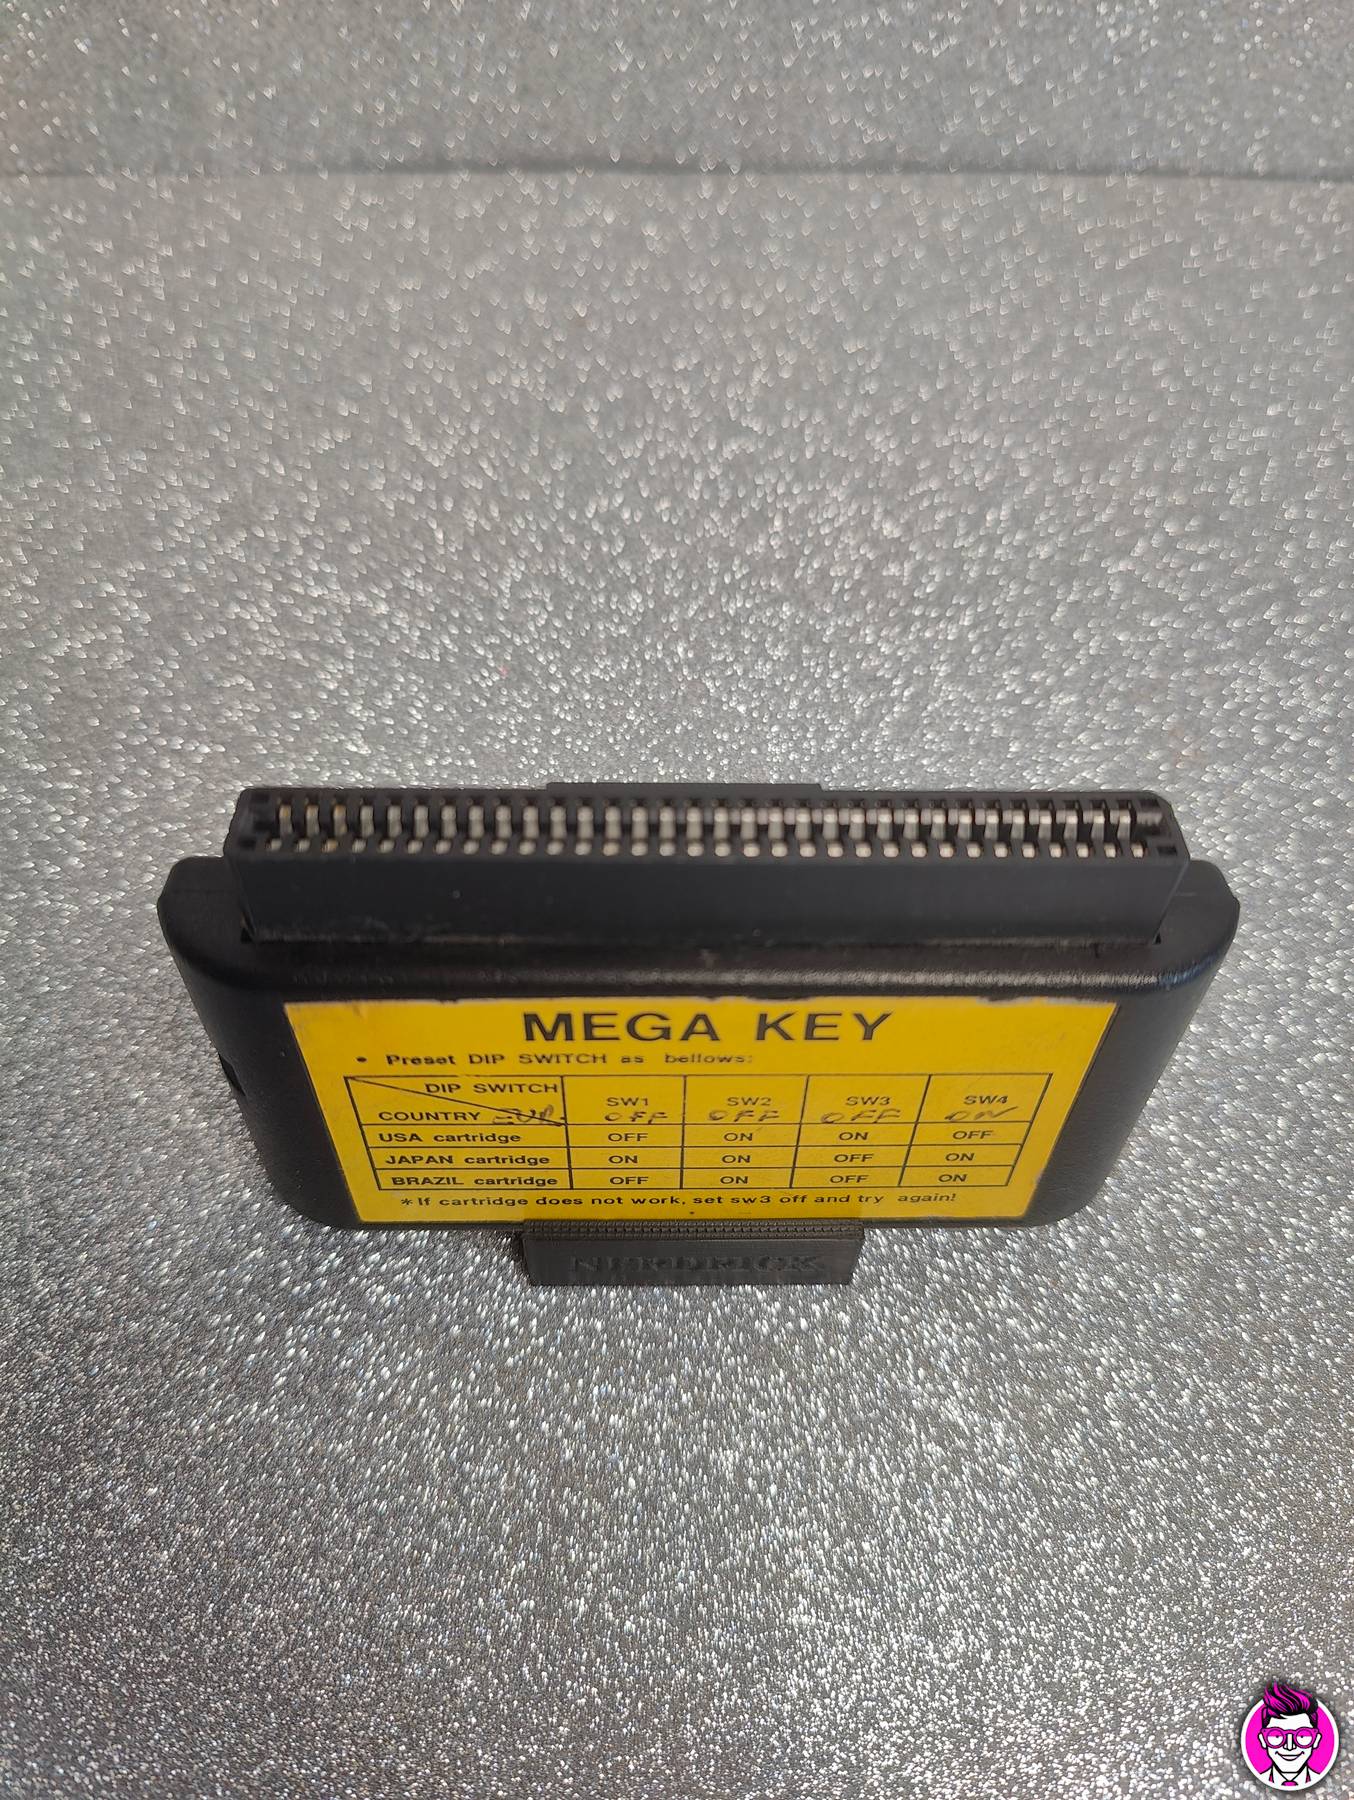 MEGA KEY
• Preset DIP SWITCH as bellows:
DIP SWITCH SW1 SW2 SW3 SW4
COUNTRY EUR. OFF OFF OFF ON
USA cartridge OFF ON ON OFF
JAPAN cartridge ON ON OFF ON
BRAZIL cartridge OFF ON OFF ON
*If cartridge does not work, set sw3 off and try again!